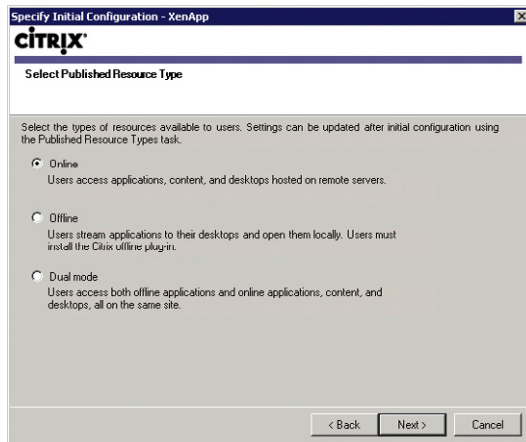 Specify Initial Configuration - XenApp
CİTRIX
Select Published Resource Type
Select the types of resources available to users. Settings can be updated after initial configuration using
the Published Resource Types task.
Online
Users access applications, content, and desktops hosted on remote servers.
Offline
Users stream applications to their desktops and open them locally. Users must
install the Citrix offline plug-in.
Dual mode
Users access both offline applications and online applications, content, and
desktops, all on the same site.
< Back Next > Cancel